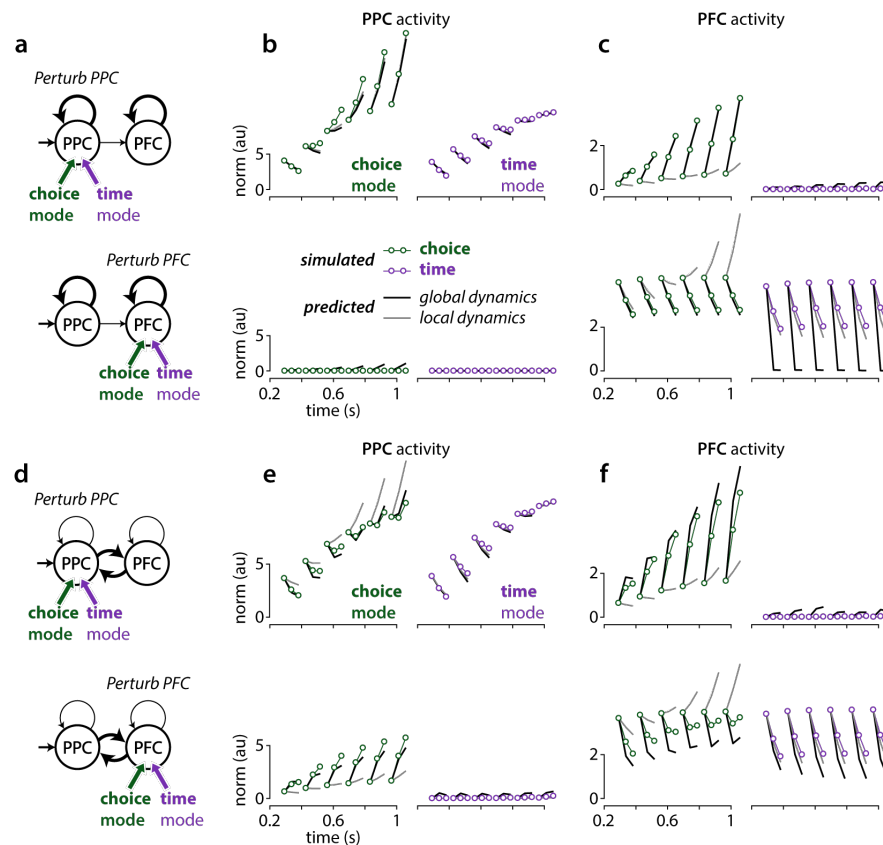 PPC activity
PFC activity
a
b
c
Perturb PPC
PPC
PFC
choice
mode
time
mode
norm (au)
5
0
choice
mode
time
mode
2
0
Perturb PFC
PPC
PFC
choice
mode
time
mode
simulated
choice
time
predicted
global dynamics
local dynamics
norm (au)
5
0
0.2
0.6
1
time (s)
2
0
0.2
0.6
1
PPC activity
PFC activity
d
e
f
Perturb PPC
PPC
PFC
choice
mode
time
mode
norm (au)
5
0
choice
mode
time
mode
2
0
Perturb PFC
PPC
PFC
choice
mode
time
mode
norm (au)
5
0
0.2
0.6
1
time (s)
2
0
0.2
0.6
1